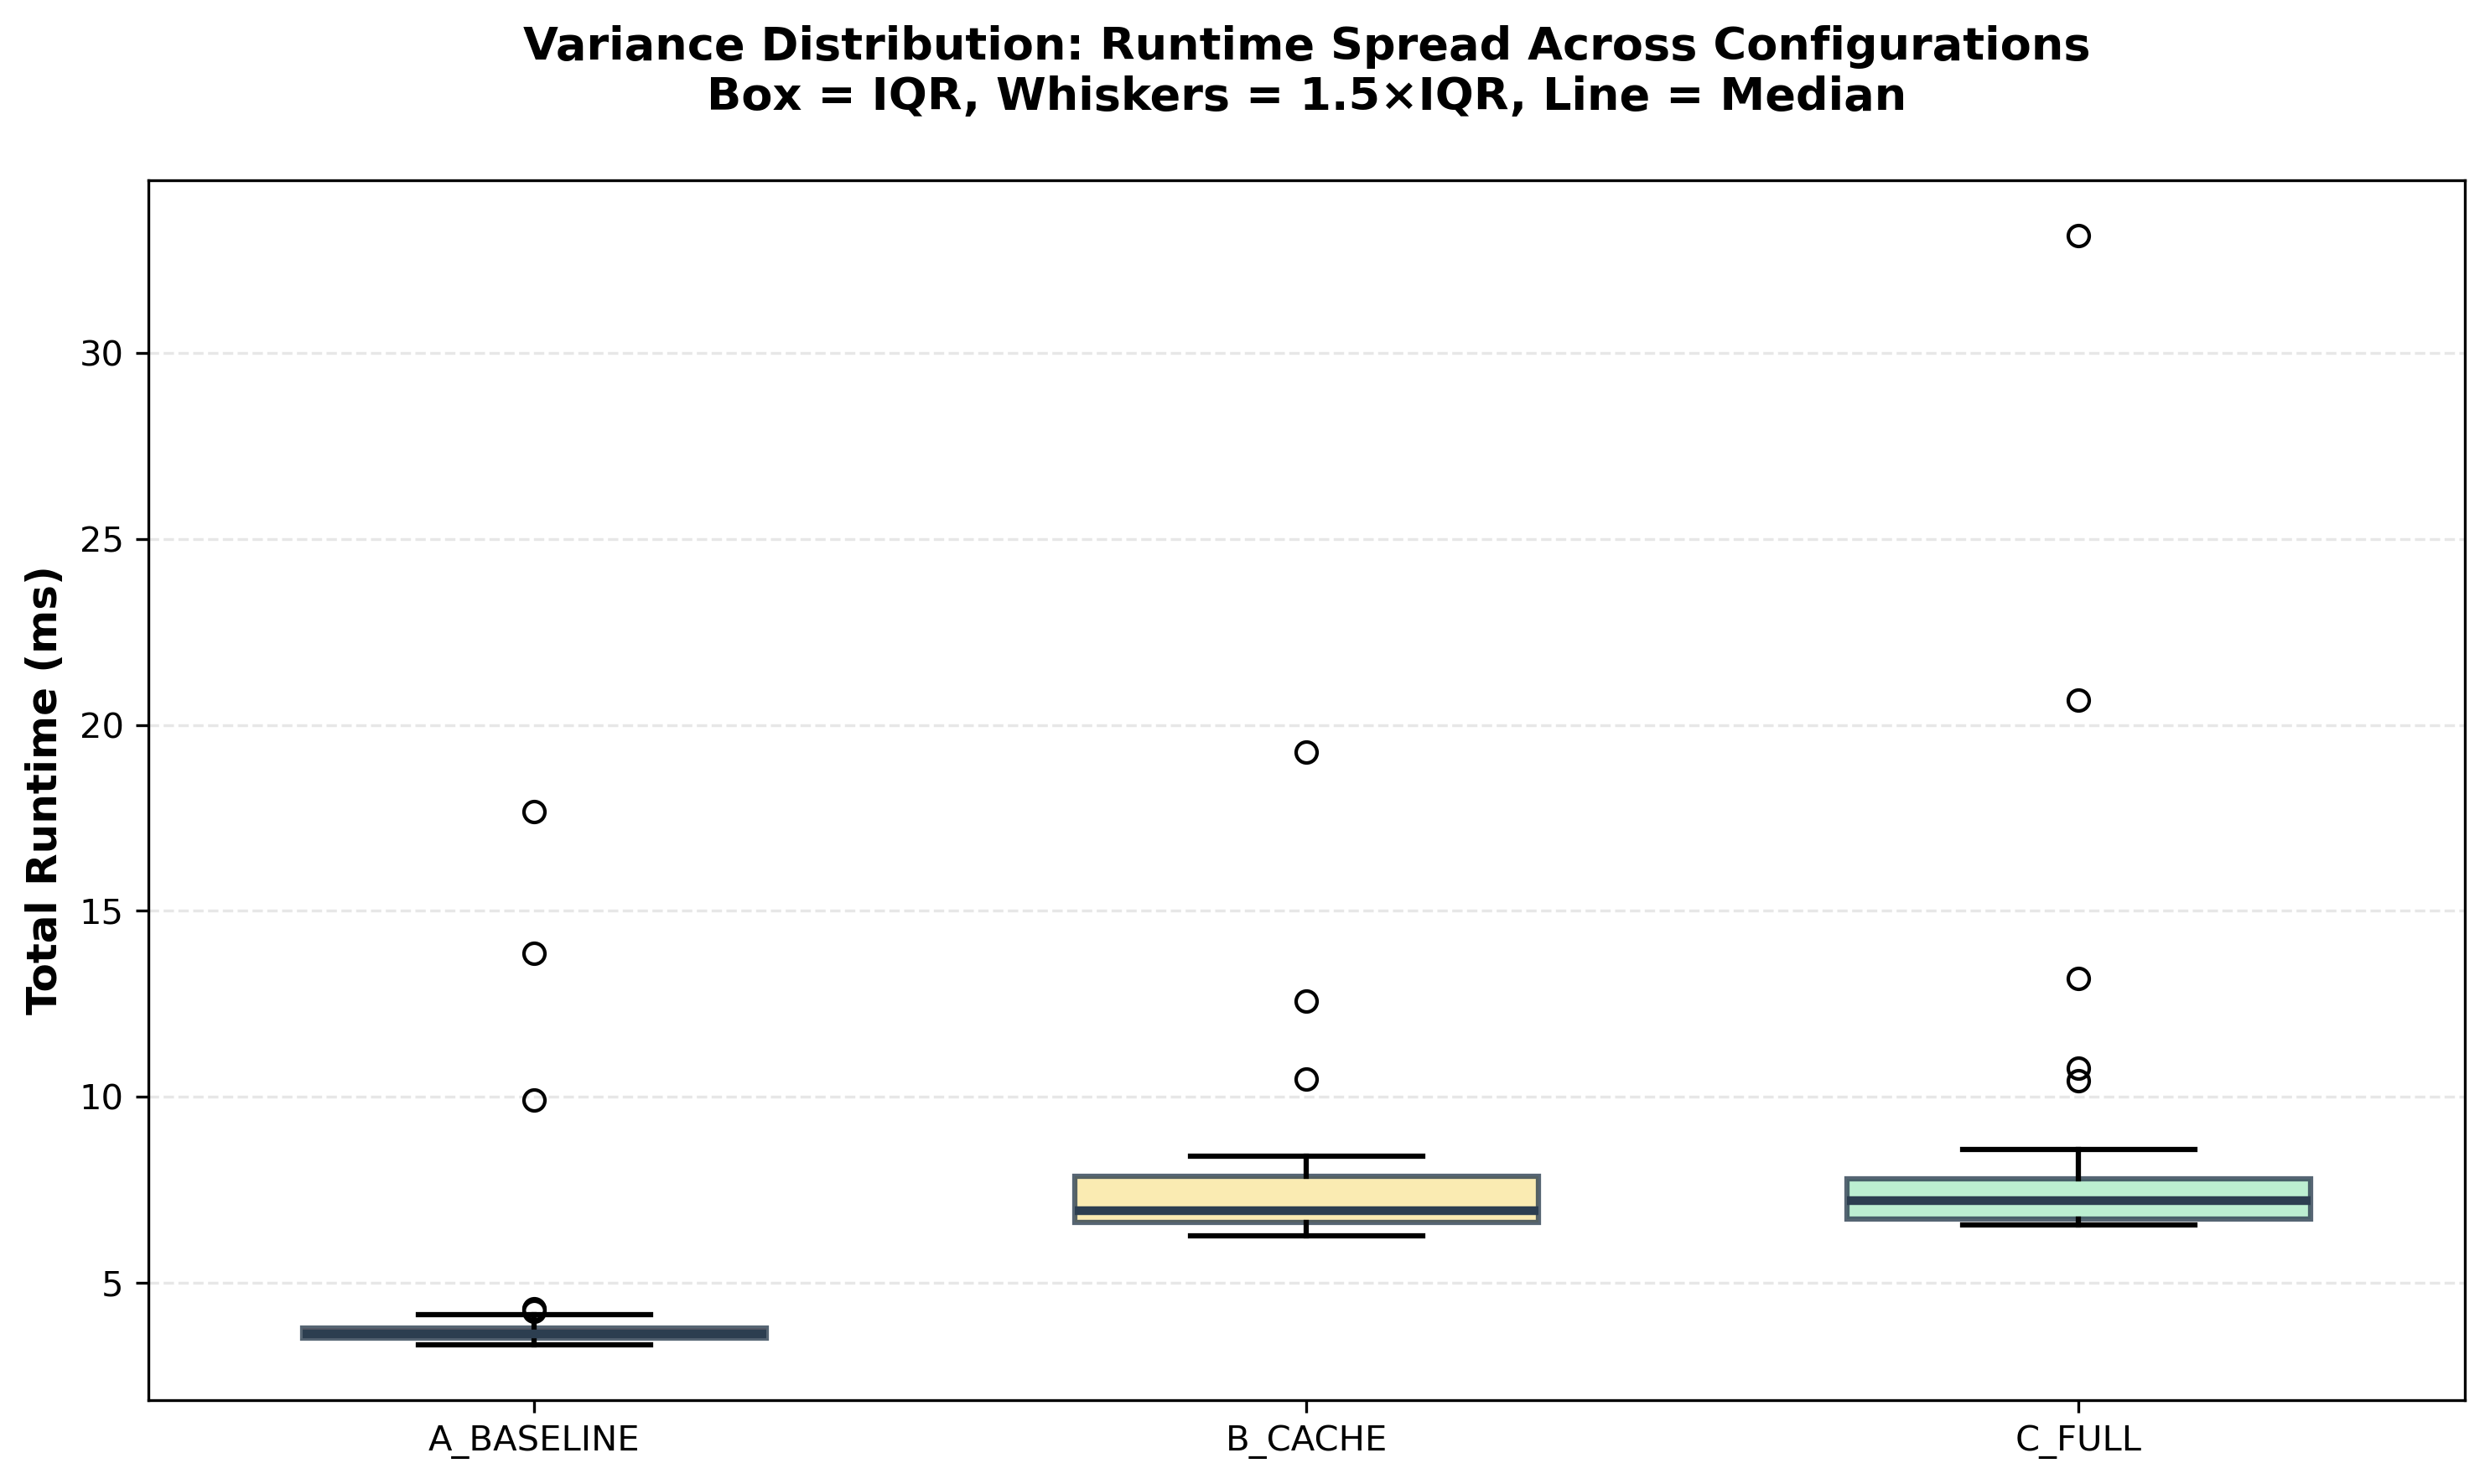 Variance Distribution: Runtime Spread Across Configurations
Box = IQR, Whiskers = 1.5×IQR, Line = Median
Total Runtime (ms)
30
25
20
15
10
5
A_BASELINE
B_CACHE
C_FULL